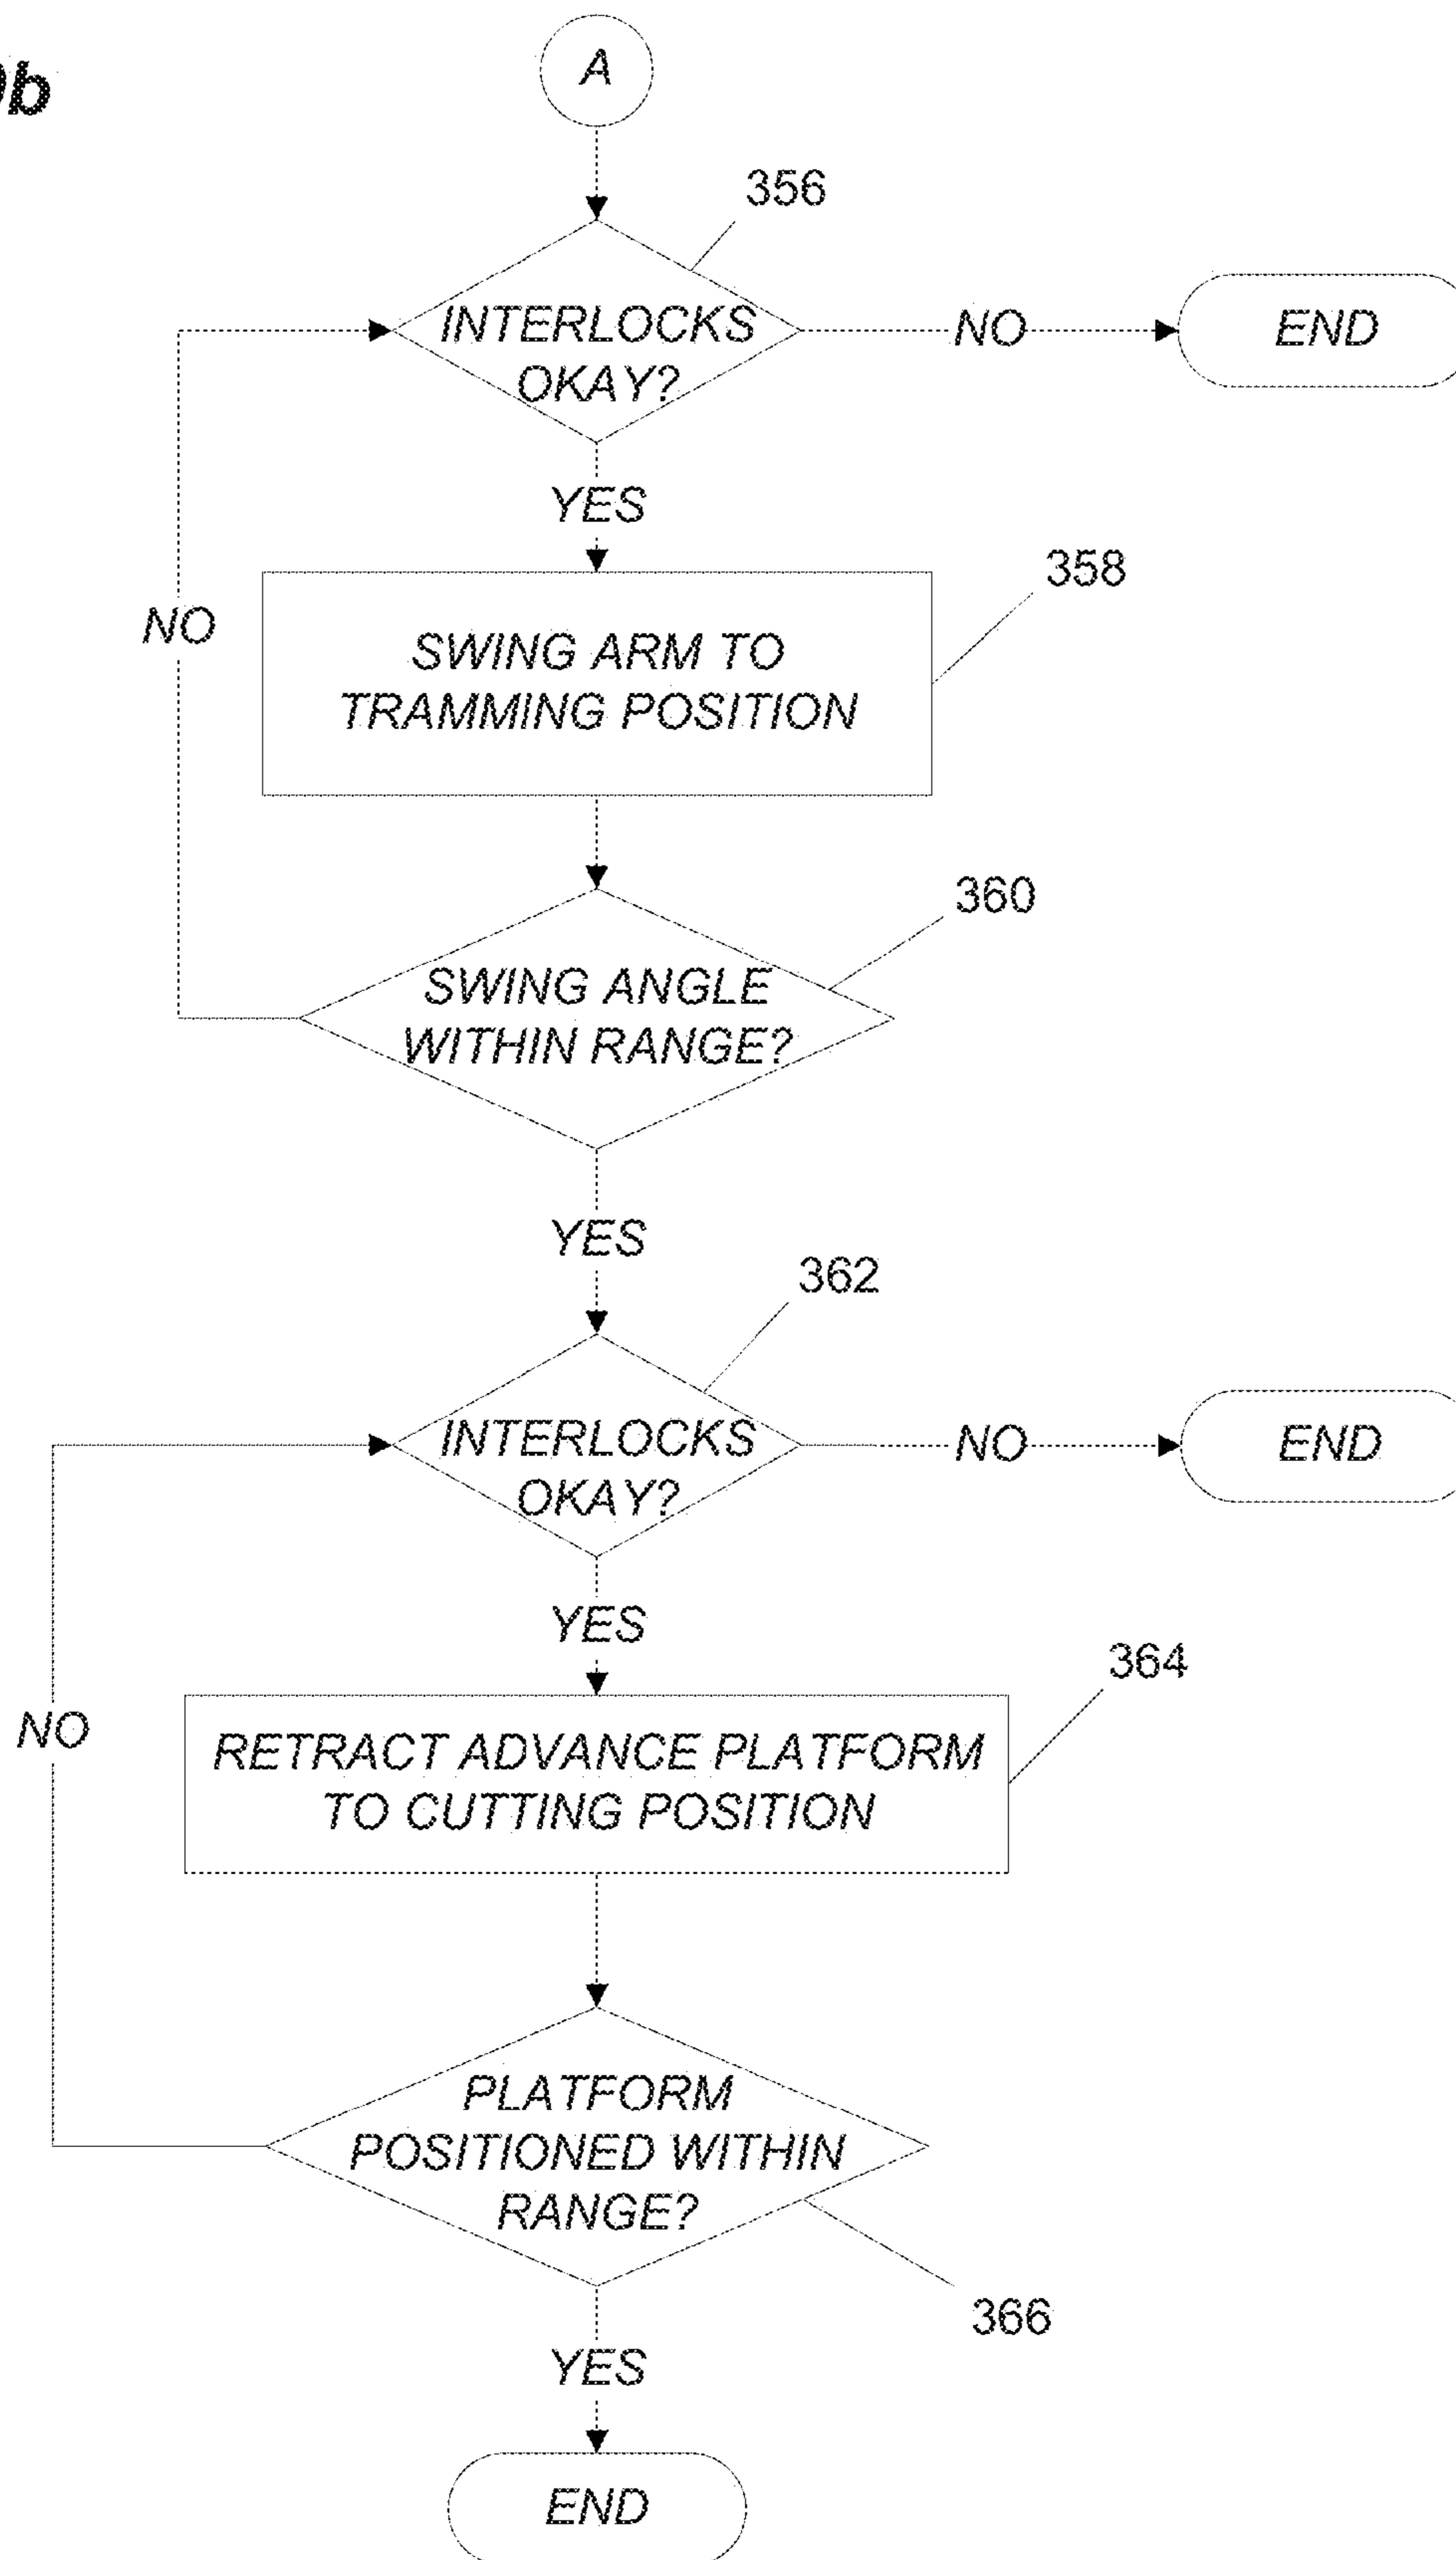 b
A
356
INTERLOCKS
OKAY?
NO
END
YES
358
NO
SWING ARM TO
TRAMMING POSITION
360
SWING ANGLE
WITHIN RANGE?
YES
362
INTERLOCKS
OKAY?
NO
END
YES
364
NO
RETRACT ADVANCE PLATFORM
TO CUTTING POSITION
PLATFORM
POSITIONED WITHIN
RANGE?
366
YES
END